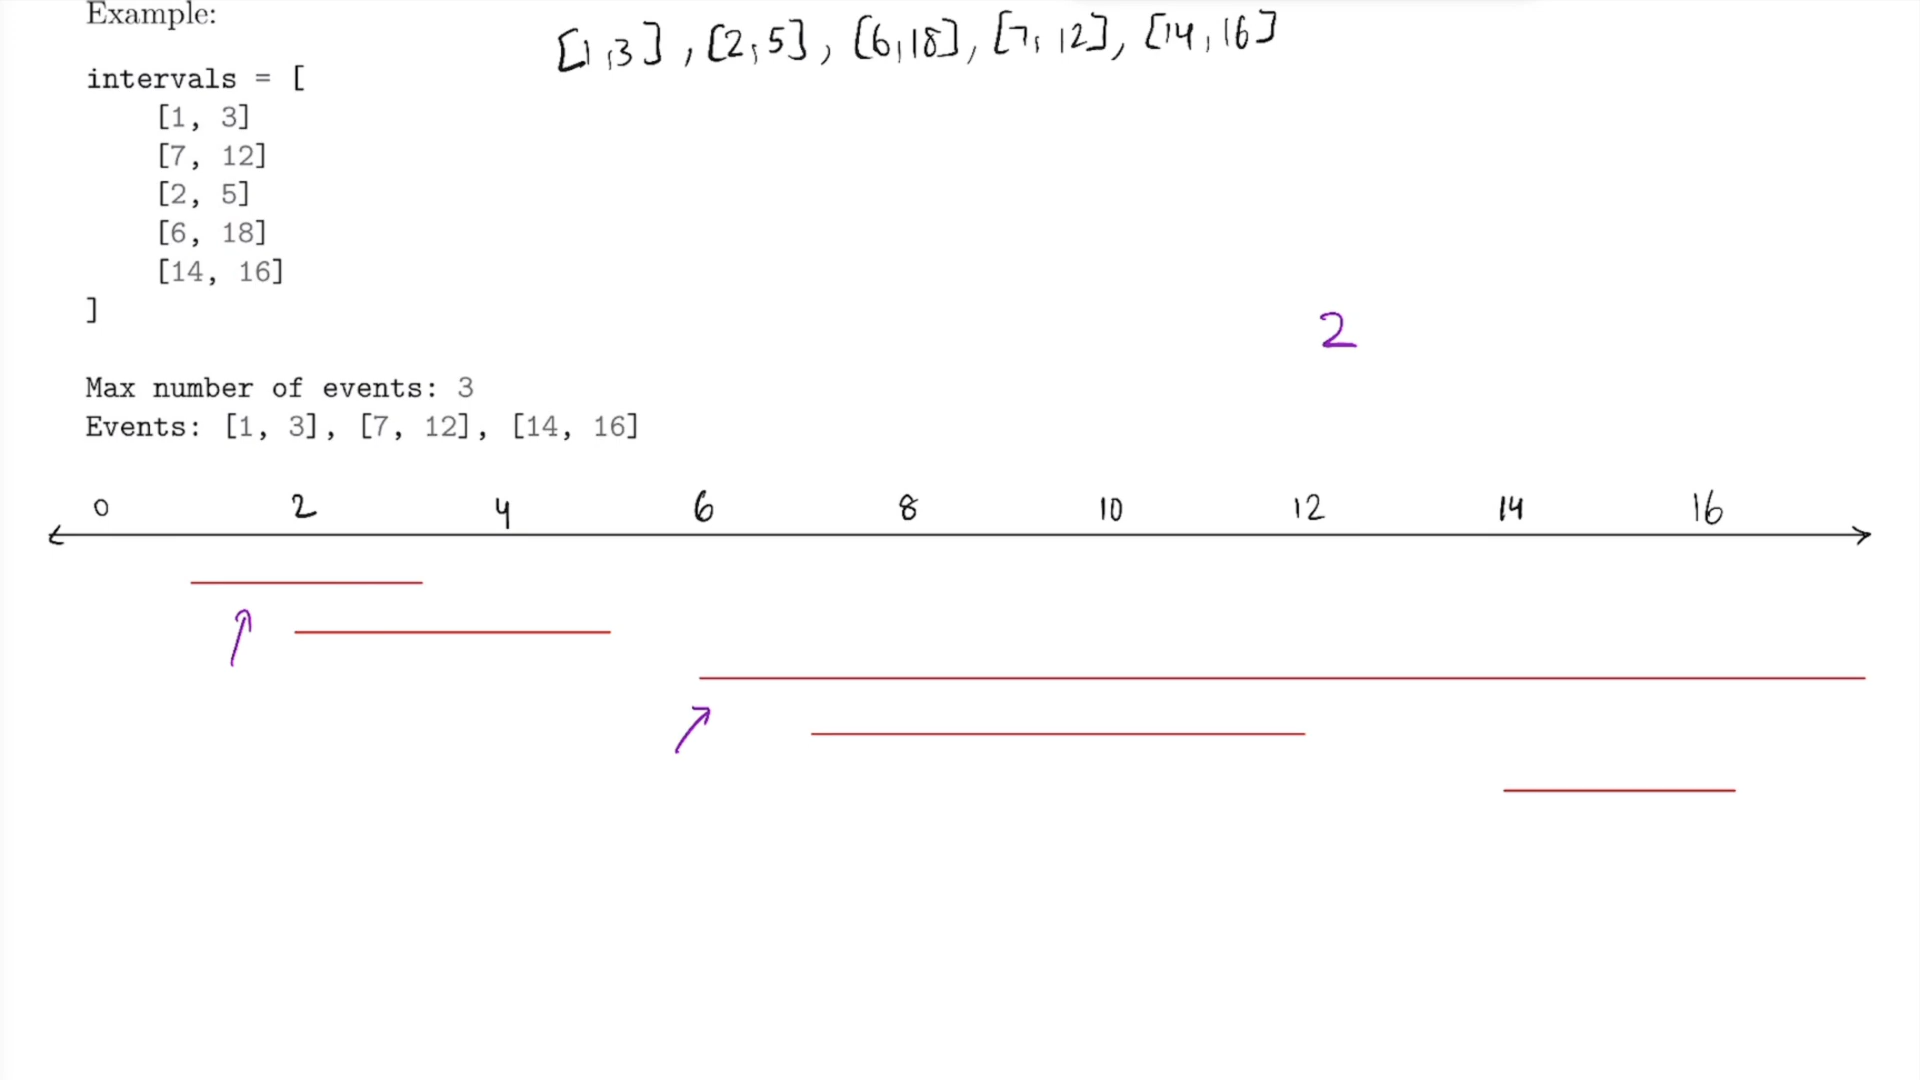 Example:
[1,3], [2,5], [6,18], [7,12], [14,16]
intervals = [
[1, 3]
[7, 12]
[2, 5]
[6, 18]
[14, 16]
]
2
Max number of events: 3
Events: [1, 3], [7, 12], [14, 16]
0 2 4 6 8 10 12 14 16